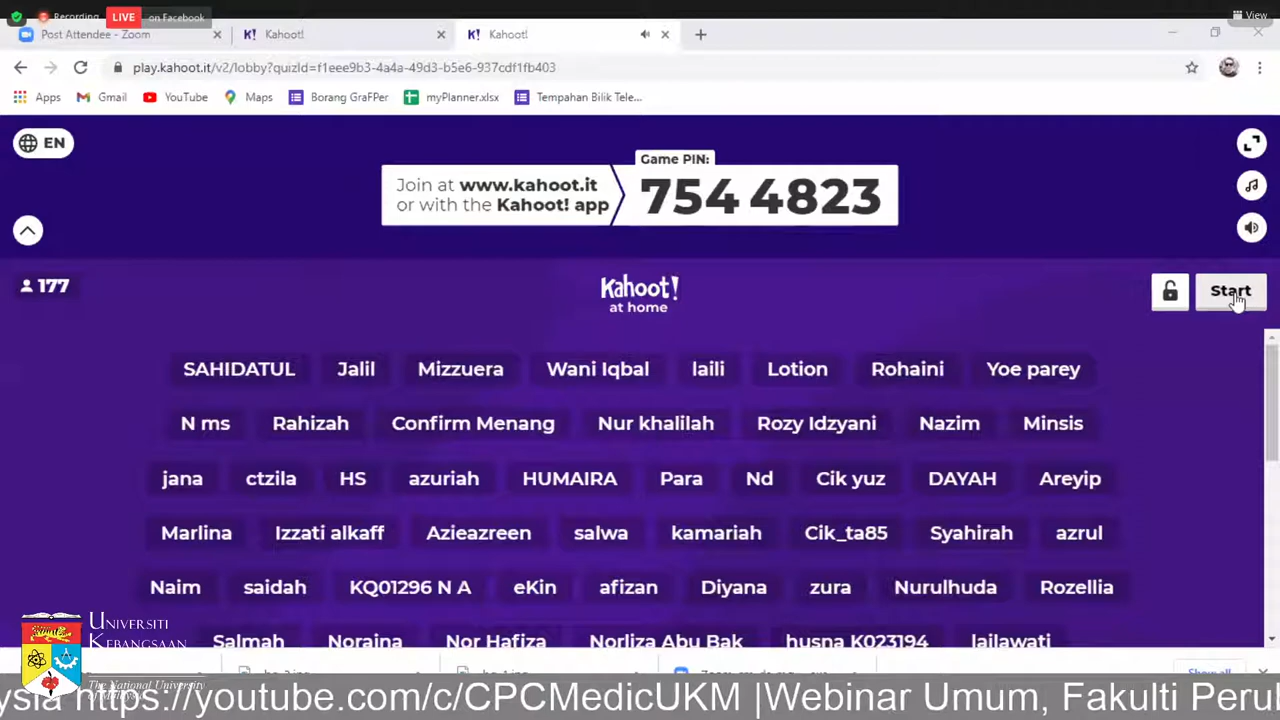 Recording LIVE on Facebook
View
Post Attendee - Zoom Kahoot! Kahoot!
play.kahoot.it/v2/lobby?quizId=f1eee9b3-4a4a-49d3-b5e6-937cdf1fb403
Apps Gmail YouTube Maps Borang GraFPer myPlanner.xlsx Tempahan Bilik Tele...
EN
Game PIN:
Join at www.kahoot.it
or with the Kahoot! app
754 4823
177
Kahoot!
at home
Start
SAHIDATUL Jalil Mizzuera Wani Iqbal laili Lotion Rohaini Yoe parey
N ms Rahizah Confirm Menang Nur khalilah Rozy Idzyani Nazim Minsis
jana ctzila HS azuriah HUMAIRA Para Nd Cik yuz DAYAH Areyip
Marlina Izzati alkaff Azieazreen salwa kamariah Cik_ta85 Syahirah azrul
Naim saidah KQ01296 N A eKin afizan Diyana zura Nurulhuda Rozellia
Salmah Noraina Nor Hafiza Norliza Abu Bak husna K023194 lailawati
UNIVERSITI
KEBANGSAAN
The National University
Show all
ysia https://youtube.com/c/CPCMedicUKM |Webinar Umum, Fakulti Peru